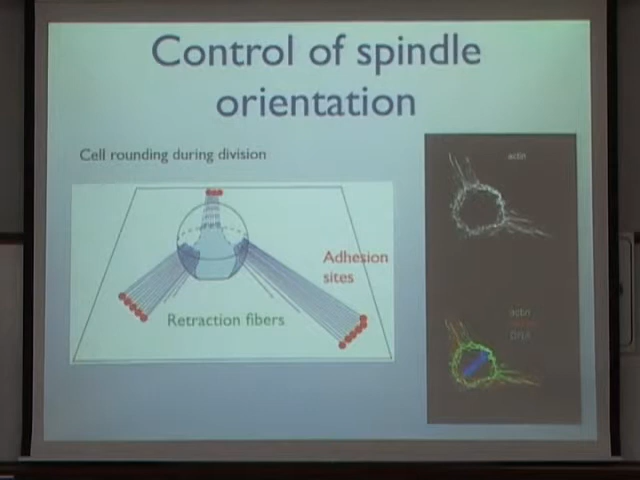 Control of spindle
orientation
Cell rounding during division
actin
Adhesion
sites
Retraction fibers
actin
DNA